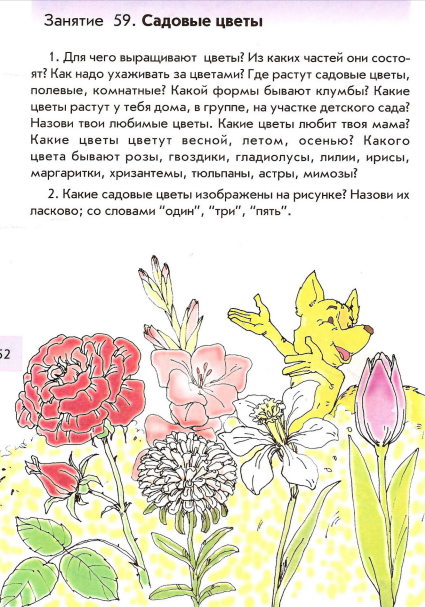 Занятие 59. Садовые цветы
1. Для чего выращивают цветы? Из каких частей они состо-
ят? Как надо ухаживать за цветами? Где растут садовые цветы,
полевые, комнатные? Какой формы бывают клумбы? Какие
цветы растут у тебя дома, в группе, на участке детского сада?
Назови твои любимые цветы. Какие цветы любит твоя мама?
Какие цветы цветут весной, летом, осенью? Какого
цвета бывают розы, гвоздики, гладиолусы, лилии, ирисы,
маргаритки, хризантемы, тюльпаны, астры, мимозы?
2. Какие садовые цветы изображены на рисунке? Назови их
ласково; со словами “один”, “три”, “пять”.
52